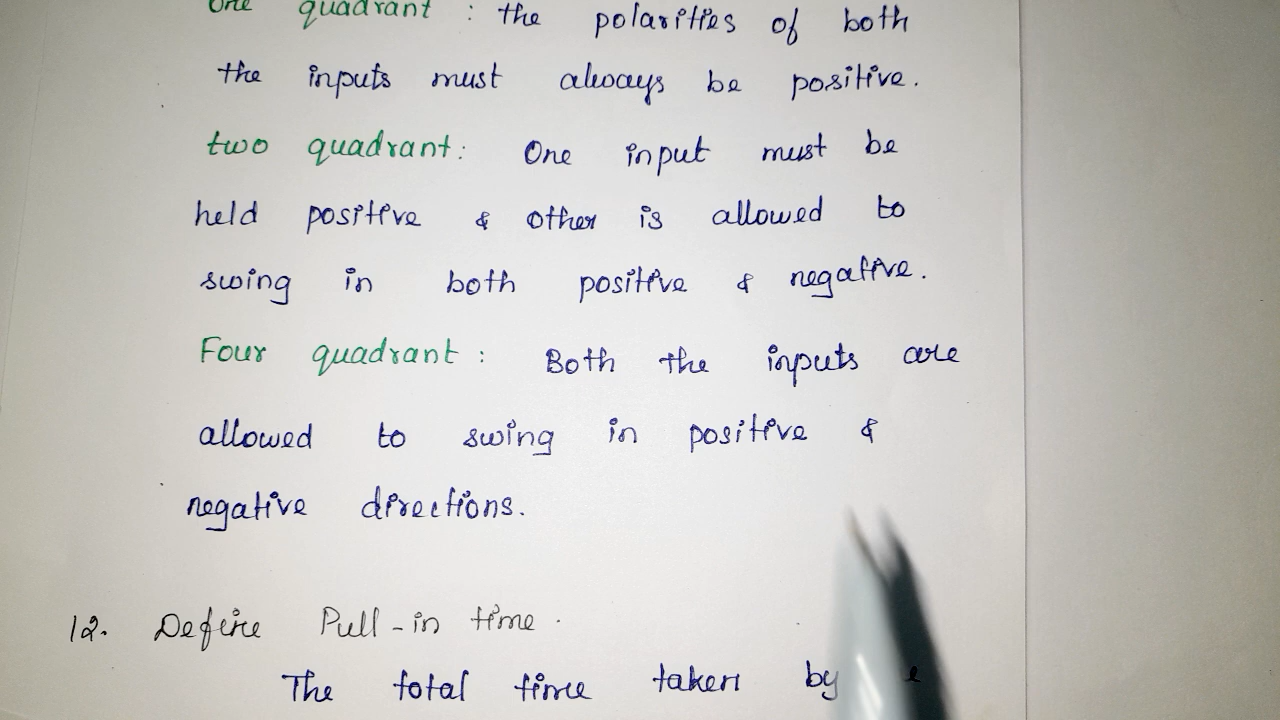 One quadrant : the polarities of both
the inputs must always be positive.
two quadrant: One input must be
held positive & other is allowed to
swing in both positive & negative.
Four quadrant : Both the inputs are
allowed to swing in positive &
negative directions.
12. Define Pull-in time.
The total time taken by